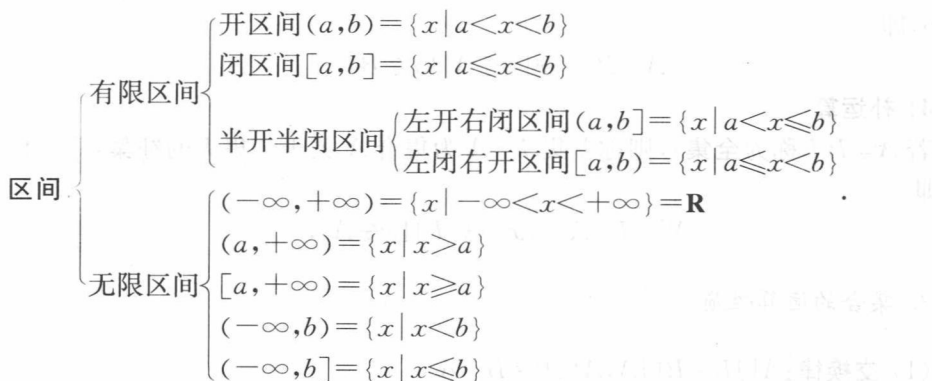 开区间(a,b)={x|a<x<b}
闭区间[a,b]={x|a≤x≤b}
有限区间
半开半闭区间
左开右闭区间(a,b]={x|a<x≤b}
左闭右开区间[a,b)={x|a≤x<b}
区间
(-∞,+∞)={x|-∞<x<+∞}=R
(a,+∞)={x|x>a}
无限区间
[a,+∞)={x|x≥a}
(-∞,b)={x|x<b}
(-∞,b]={x|x≤b}